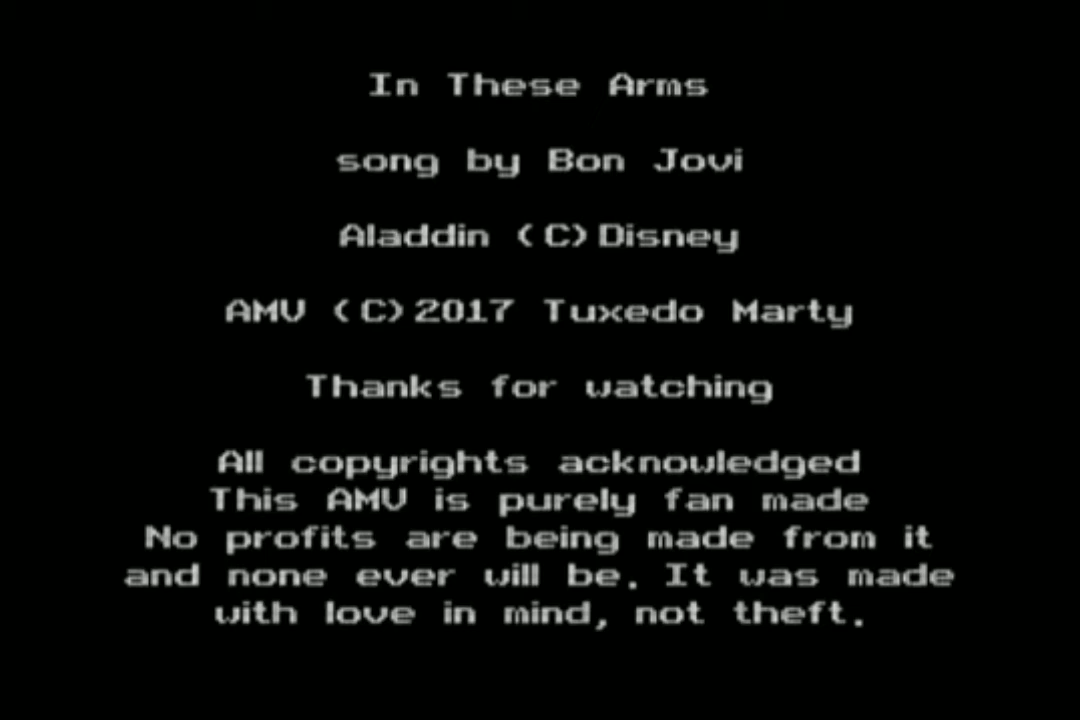 In These Arms
song by Bon Jovi
Aladdin (C)Disney
AMV (C)2017 Tuxedo Marty
Thanks for watching
All copyrights acknowledged
This AMV is purely fan made
No profits are being made from it
and none ever will be. It was made
with love in mind, not theft.